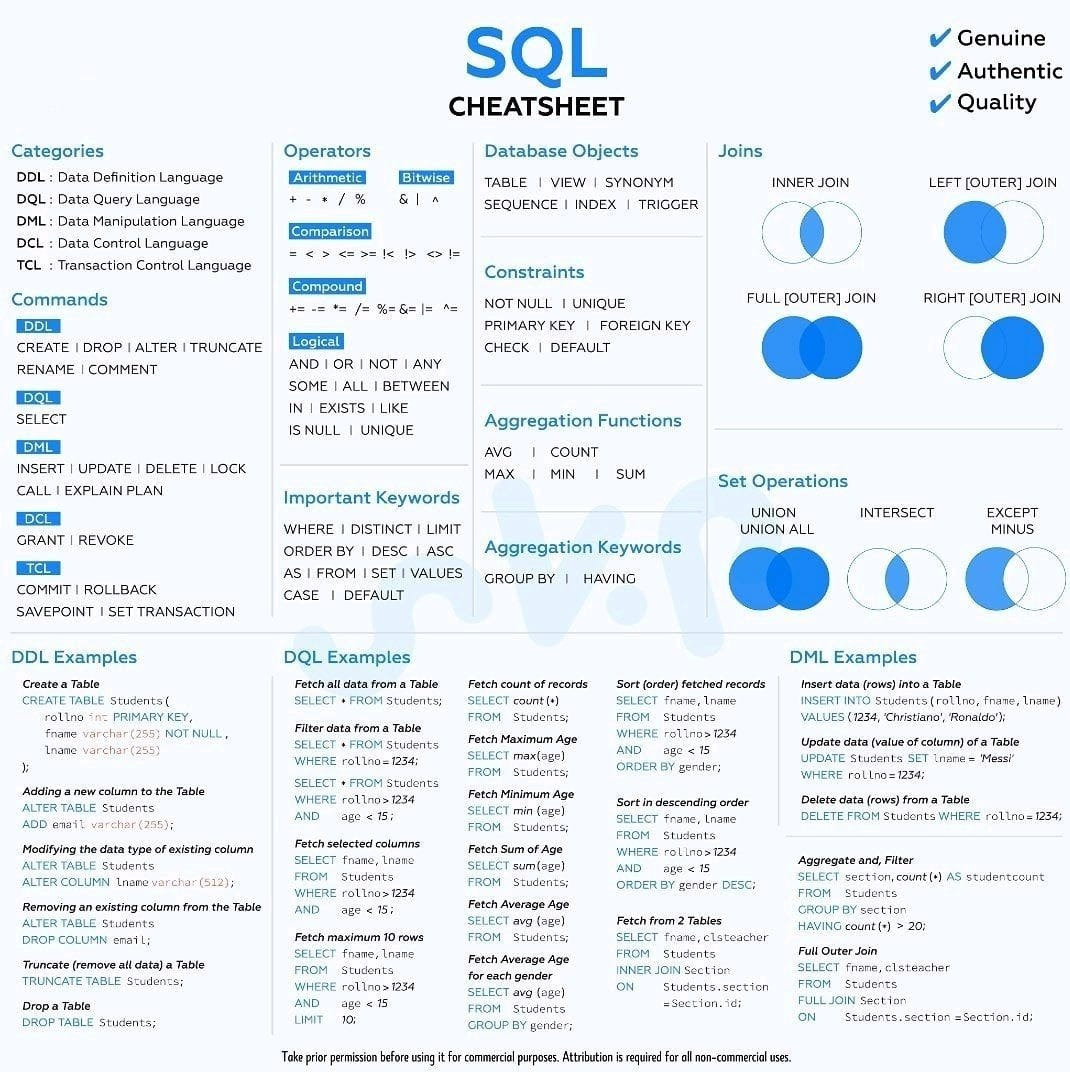 SQL
CHEATSHEET
✔ Genuine
✔ Authentic
✔ Quality
Categories
DDL : Data Definition Language
DQL : Data Query Language
DML : Data Manipulation Language
DCL : Data Control Language
TCL : Transaction Control Language
Commands
DDL
CREATE | DROP | ALTER | TRUNCATE
RENAME | COMMENT
DQL
SELECT
DML
INSERT | UPDATE | DELETE | LOCK
CALL | EXPLAIN PLAN
DCL
GRANT | REVOKE
TCL
COMMIT | ROLLBACK
SAVEPOINT | SET TRANSACTION
Operators
Arithmetic
+ - * / %
Bitwise
& | ^
Comparison
= < > <= >= !< !> <> !=
Compound
+= -= *= /= %= &= |= ^=
Logical
AND | OR | NOT | ANY
SOME | ALL | BETWEEN
IN | EXISTS | LIKE
IS NULL | UNIQUE
Important Keywords
WHERE | DISTINCT | LIMIT
ORDER BY | DESC | ASC
AS | FROM | SET | VALUES
CASE | DEFAULT
Database Objects
TABLE | VIEW | SYNONYM
SEQUENCE | INDEX | TRIGGER
Constraints
NOT NULL | UNIQUE
PRIMARY KEY | FOREIGN KEY
CHECK | DEFAULT
Aggregation Functions
AVG | COUNT
MAX | MIN | SUM
Aggregation Keywords
GROUP BY | HAVING
Joins
INNER JOIN
LEFT [OUTER] JOIN
FULL [OUTER] JOIN
RIGHT [OUTER] JOIN
Set Operations
UNION
UNION ALL
INTERSECT
EXCEPT
MINUS
DDL Examples
Create a Table
CREATE TABLE Students(
rollno int PRIMARY KEY,
fname varchar(255) NOT NULL,
lname varchar(255)
);
Adding a new column to the Table
ALTER TABLE Students
ADD email varchar(255);
Modifying the data type of existing column
ALTER TABLE Students
ALTER COLUMN lname varchar(512);
Removing an existing column from the Table
ALTER TABLE Students
DROP COLUMN email;
Truncate (remove all data) a Table
TRUNCATE TABLE Students;
Drop a Table
DROP TABLE Students;
DQL Examples
Fetch all data from a Table
SELECT * FROM Students;
Filter data from a Table
SELECT * FROM Students
WHERE rollno=1234;
SELECT * FROM Students
WHERE rollno>1234
AND age < 15;
Fetch selected columns
SELECT fname, lname
FROM Students
WHERE rollno>1234
AND age < 15;
Fetch maximum 10 rows
SELECT fname, lname
FROM Students
WHERE rollno>1234
AND age < 15
LIMIT 10;
Fetch count of records
SELECT count(*)
FROM Students;
Fetch Maximum Age
SELECT max(age)
FROM Students;
Fetch Minimum Age
SELECT min (age)
FROM Students;
Fetch Sum of Age
SELECT sum(age)
FROM Students;
Fetch Average Age
SELECT avg (age)
FROM Students;
Fetch Average Age
for each gender
SELECT avg (age)
FROM Students
GROUP BY gender;
Sort (order) fetched records
SELECT fname, lname
FROM Students
WHERE rollno>1234
AND age < 15
ORDER BY gender;
Sort in descending order
SELECT fname, lname
FROM Students
WHERE rollno>1234
AND age < 15
ORDER BY gender DESC;
Fetch from 2 Tables
SELECT fname, clsteacher
FROM Students
INNER JOIN Section
ON Students.section
=Section.id;
DML Examples
Insert data (rows) into a Table
INSERT INTO Students (rollno, fname, lname)
VALUES (1234, 'Christiano', 'Ronaldo');
Update data (value of column) of a Table
UPDATE Students SET lname = 'Messi'
WHERE rollno=1234;
Delete data (rows) from a Table
DELETE FROM Students WHERE rollno=1234;
Aggregate and, Filter
SELECT section, count(*) AS studentcount
FROM Students
GROUP BY section
HAVING count(*) > 20;
Full Outer Join
SELECT fname, clsteacher
FROM Students
FULL JOIN Section
ON Students.section =Section.id;
Take prior permission before using it for commercial purposes. Attribution is required for all non-commercial uses.